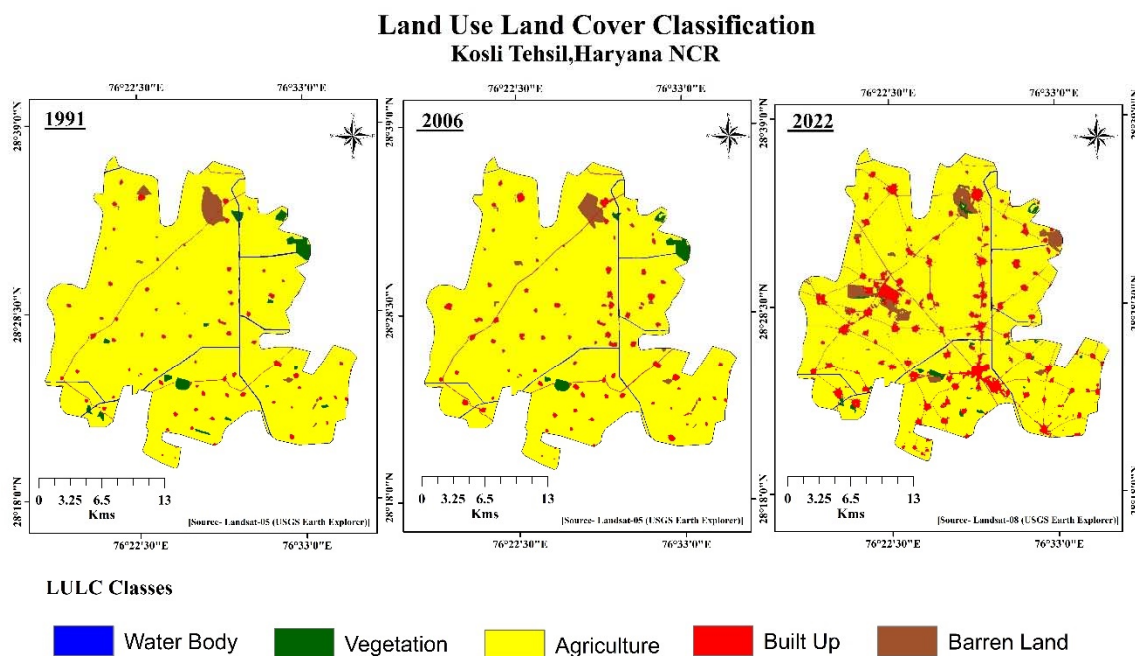 Land Use Land Cover Classification
Kosli Tehsil,Haryana NCR
76°22'30"E 76°33'0"E
1991
28°39'0"N
28°28'30"N
28°18'0"N
0 3.25 6.5 13
Kms
[Source- Landsat-05 (USGS Earth Explorer)]
76°22'30"E 76°33'0"E
76°22'30"E 76°33'0"E
2006
28°39'0"N
28°28'30"N
28°18'0"N
0 3.25 6.5 13
Kms
[Source- Landsat-05 (USGS Earth Explorer)]
76°22'30"E 76°33'0"E
76°22'30"E 76°33'0"E
2022
28°39'0"N
28°28'30"N
28°18'0"N
0 3.25 6.5 13
Kms
[Source- Landsat-08 (USGS Earth Explorer)]
76°22'30"E 76°33'0"E
LULC Classes
Water Body Vegetation Agriculture Built Up Barren Land